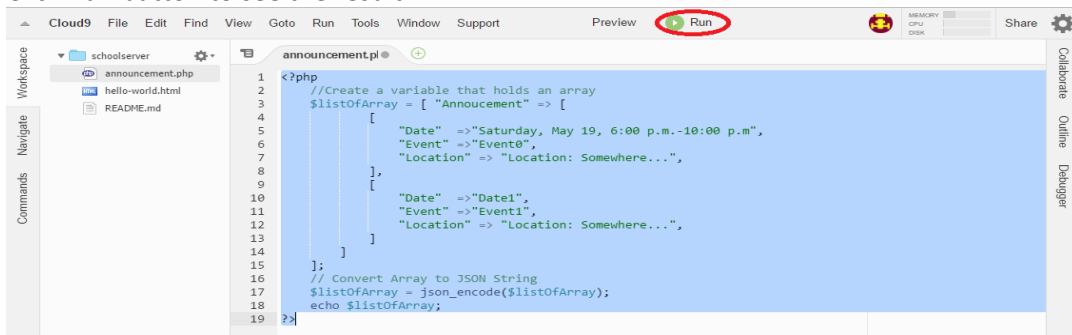 Cloud9 File Edit Find View Goto Run Tools Window Support Preview Run MEMORY CPU DISK Share
Workspace
Navigate
Commands
schoolserver
announcement.php
hello-world.html
README.md
announcement.pl
1 <?php
2 //Create a variable that holds an array
3 $listOfArray = [ "Annoucement" => [
4 [
5 "Date" =>"Saturday, May 19, 6:00 p.m.-10:00 p.m",
6 "Event" =>"Event0",
7 "Location" => "Location: Somewhere...",
8 ],
9 [
10 "Date" =>"Date1",
11 "Event" =>"Event1",
12 "Location" => "Location: Somewhere...",
13 ]
14 ]
15 ];
16 // Convert Array to JSON String
17 $listOfArray = json_encode($listOfArray);
18 echo $listOfArray;
19 ?>
Collaborate
Outline
Debugger